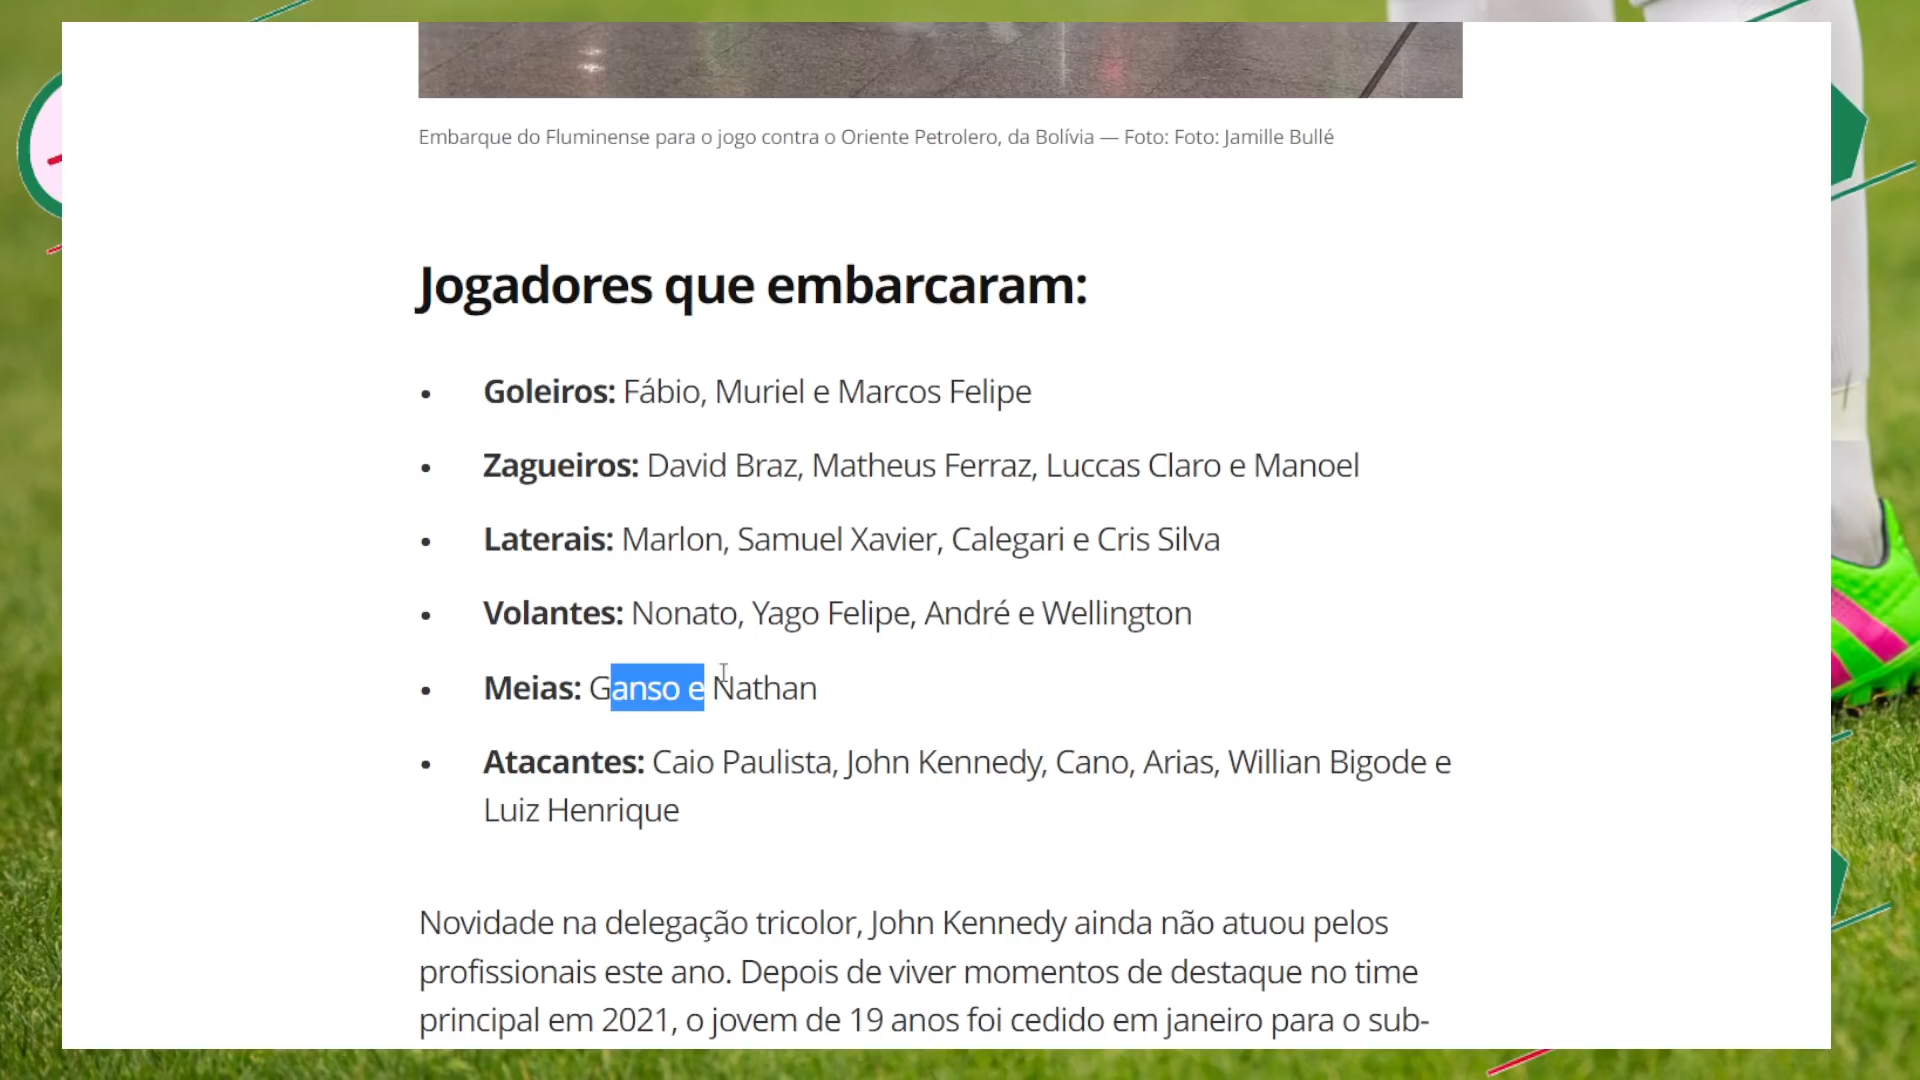 Embarque do Fluminense para o jogo contra o Oriente Petrolero, da Bolívia — Foto: Foto: Jamille Bullé
Jogadores que embarcaram:
• Goleiros: Fábio, Muriel e Marcos Felipe
• Zagueiros: David Braz, Matheus Ferraz, Luccas Claro e Manoel
• Laterais: Marlon, Samuel Xavier, Calegari e Cris Silva
• Volantes: Nonato, Yago Felipe, André e Wellington
• Meias: Ganso e Nathan
• Atacantes: Caio Paulista, John Kennedy, Cano, Arias, Willian Bigode e
Luiz Henrique
Novidade na delegação tricolor, John Kennedy ainda não atuou pelos
profissionais este ano. Depois de viver momentos de destaque no time
principal em 2021, o jovem de 19 anos foi cedido em janeiro para o sub-